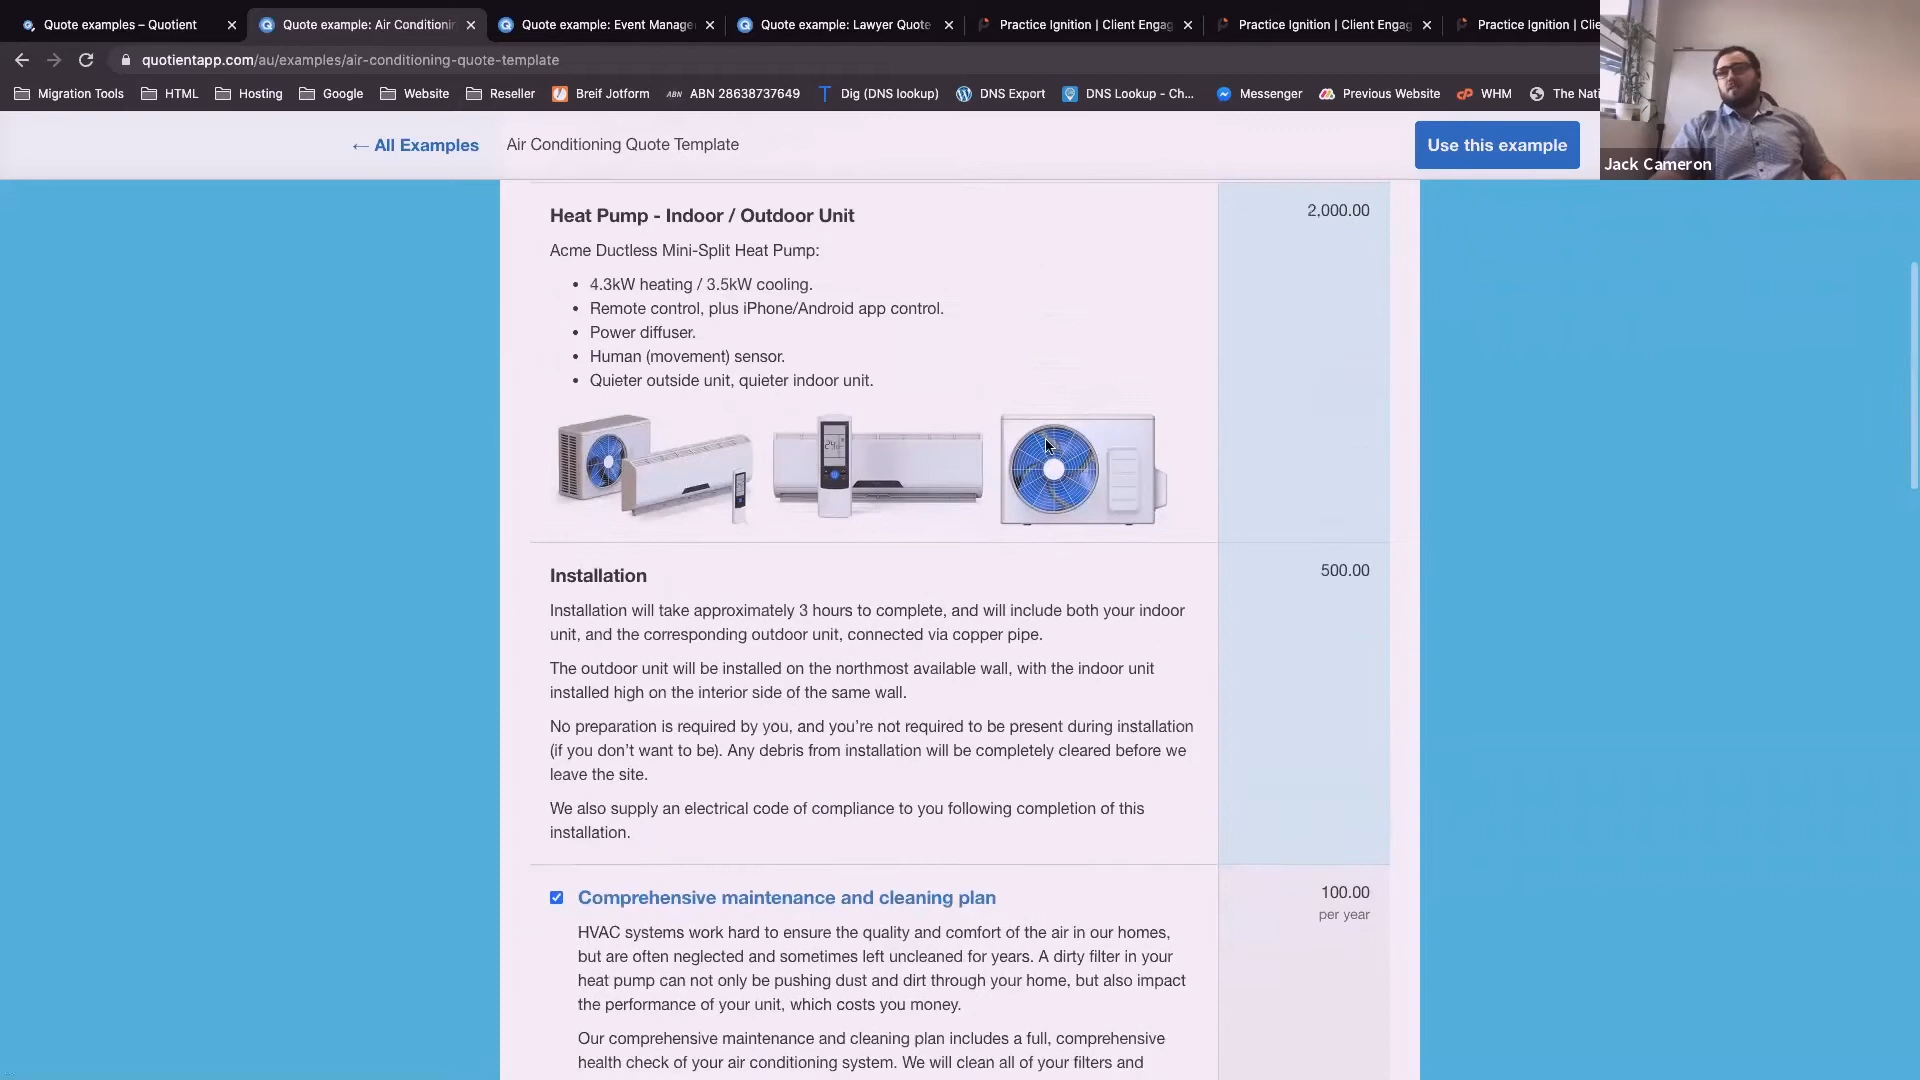 Quote examples – Quotient
Quote example: Air Conditionin
Quote example: Event Manage
Quote example: Lawyer Quote
Practice Ignition | Client Engag
Practice Ignition | Client Engag
Practice Ignition | Clie
quotientapp.com/au/examples/air-conditioning-quote-template
Migration Tools
HTML
Hosting
Google
Website
Reseller
Breif Jotform
ABN ABN 28638737649
Dig (DNS lookup)
DNS Export
DNS Lookup - Ch...
Messenger
Previous Website
cP WHM
The Nati
← All Examples
Air Conditioning Quote Template
Use this example
Jack Cameron
Heat Pump - Indoor / Outdoor Unit
2,000.00
Acme Ductless Mini-Split Heat Pump:
• 4.3kW heating / 3.5kW cooling.
• Remote control, plus iPhone/Android app control.
• Power diffuser.
• Human (movement) sensor.
• Quieter outside unit, quieter indoor unit.
Installation
500.00
Installation will take approximately 3 hours to complete, and will include both your indoor
unit, and the corresponding outdoor unit, connected via copper pipe.
The outdoor unit will be installed on the northmost available wall, with the indoor unit
installed high on the interior side of the same wall.
No preparation is required by you, and you’re not required to be present during installation
(if you don’t want to be). Any debris from installation will be completely cleared before we
leave the site.
We also supply an electrical code of compliance to you following completion of this
installation.
Comprehensive maintenance and cleaning plan
100.00
per year
HVAC systems work hard to ensure the quality and comfort of the air in our homes,
but are often neglected and sometimes left uncleaned for years. A dirty filter in your
heat pump can not only be pushing dust and dirt through your home, but also impact
the performance of your unit, which costs you money.
Our comprehensive maintenance and cleaning plan includes a full, comprehensive
health check of your air conditioning system. We will clean all of your filters and